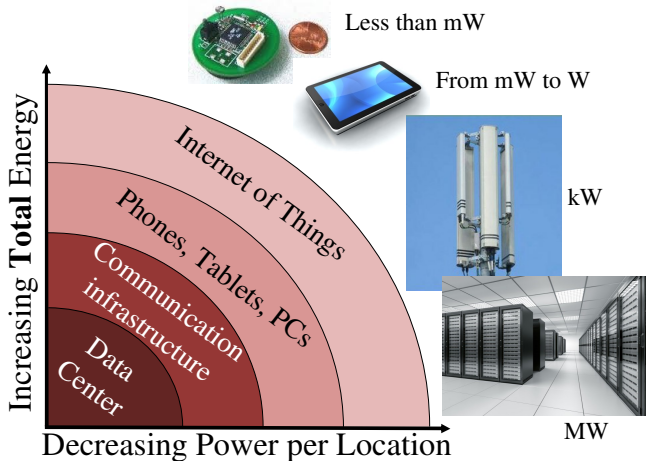 Less than mW
From mW to W
kW
MW
Internet of Things
Phones, Tablets, PCs
Communication
infrastructure
Data
Center
Increasing Total Energy
Decreasing Power per Location